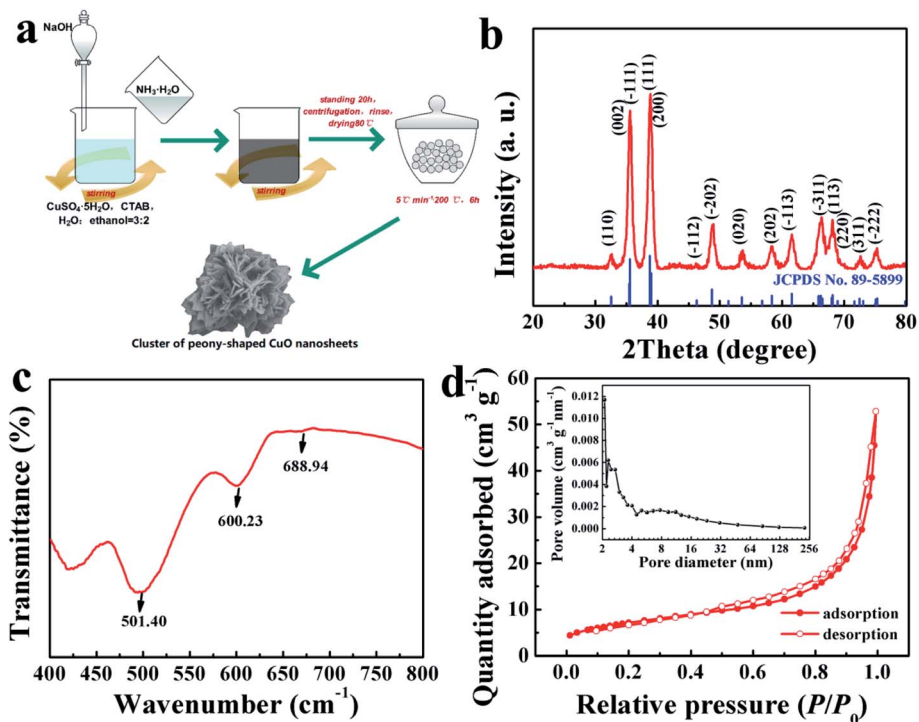 a
NaOH
NH3·H2O
stirring
CuSO4·5H2O, CTAB,
H2O: ethanol=3:2
stirring
standing 20h,
centrifugation, rinse,
drying80℃
5℃ min-1,200 ℃, 6h
Cluster of peony-shaped CuO nanosheets
b
Intensity (a. u.)
(110)
(002)
(-111)
(111)
(200)
(-112)
(-202)
(020)
(202)
(-113)
(-311)
(113)
(220)
(311)
(-222)
JCPDS No. 89-5899
20 30 40 50 60 70 80
2Theta (degree)
c
Transmittance (%)
501.40
600.23
688.94
400 450 500 550 600 650 700 750 800
Wavenumber (cm-1)
d
Quantity adsorbed (cm3 g-1)
60
50
40
30
20
10
0
Pore volume (cm3 g-1nm-1)
0.012
0.010
0.008
0.006
0.004
0.002
0.000
2 4 8 16 32 64 128 256
Pore diameter (nm)
adsorption
desorption
0.0 0.2 0.4 0.6 0.8 1.0
Relative pressure (P/P0)